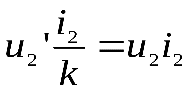 u₂' i₂/k = u₂i₂